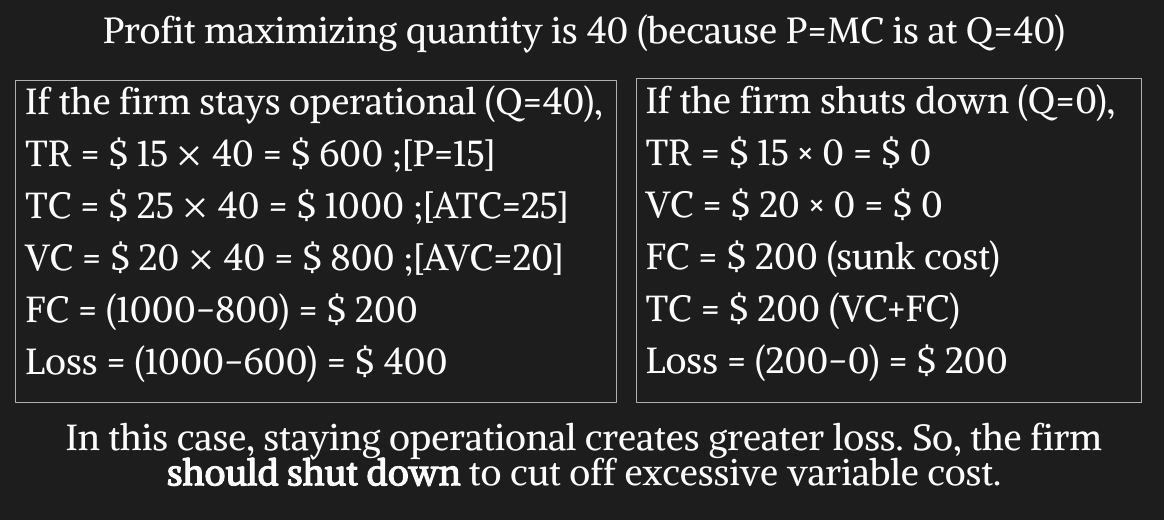 Profit maximizing quantity is 40 (because P=MC is at Q=40)
If the firm stays operational (Q=40),
TR = $ 15 × 40 = $ 600 ;[P=15]
TC = $ 25 × 40 = $ 1000 ;[ATC=25]
VC = $ 20 × 40 = $ 800 ;[AVC=20]
FC = (1000−800) = $ 200
Loss = (1000−600) = $ 400
If the firm shuts down (Q=0),
TR = $ 15 × 0 = $ 0
VC = $ 20 × 0 = $ 0
FC = $ 200 (sunk cost)
TC = $ 200 (VC+FC)
Loss = (200−0) = $ 200
In this case, staying operational creates greater loss. So, the firm
should shut down to cut off excessive variable cost.